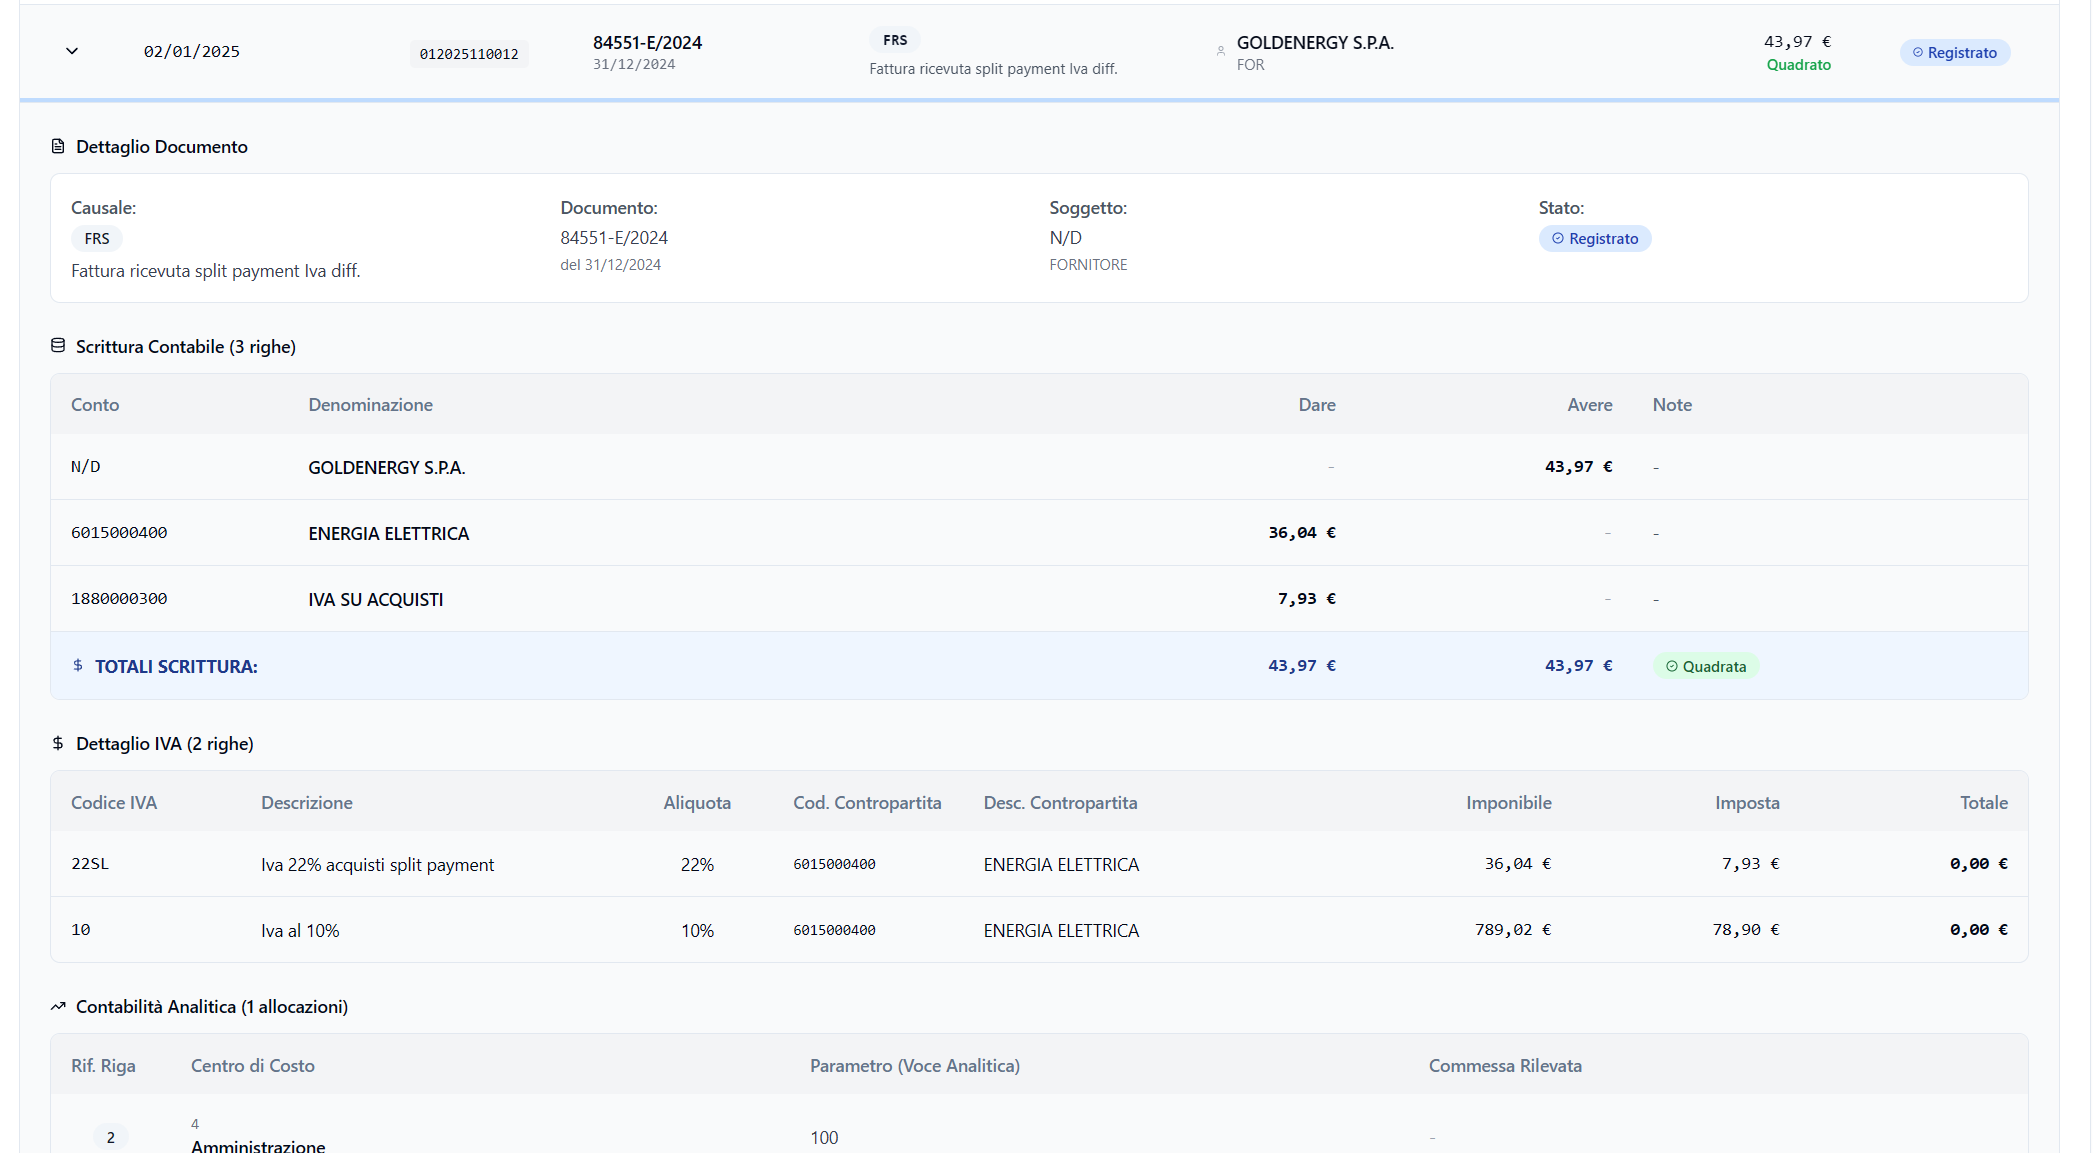 02/01/2025 012025110012 84551-E/2024 31/12/2024 FRS Fattura ricevuta split payment Iva diff. GOLDENERGY S.P.A. FOR 43,97 € Quadrato Registrato
Dettaglio Documento
Causale: Documento: Soggetto: Stato:
FRS 84551-E/2024 N/D Registrato
Fattura ricevuta split payment Iva diff. del 31/12/2024 FORNITORE
Scrittura Contabile (3 righe)
Conto Denominazione Dare Avere Note
N/D GOLDENERGY S.P.A. - 43,97 € -
6015000400 ENERGIA ELETTRICA 36,04 € - -
1880000300 IVA SU ACQUISTI 7,93 € - -
$ TOTALI SCRITTURA: 43,97 € 43,97 € Quadrata
$ Dettaglio IVA (2 righe)
Codice IVA Descrizione Aliquota Cod. Contropartita Desc. Contropartita Imponibile Imposta Totale
22SL Iva 22% acquisti split payment 22% 6015000400 ENERGIA ELETTRICA 36,04 € 7,93 € 0,00 €
10 Iva al 10% 10% 6015000400 ENERGIA ELETTRICA 789,02 € 78,90 € 0,00 €
Contabilità Analitica (1 allocazioni)
Rif. Riga Centro di Costo Parametro (Voce Analitica) Commessa Rilevata
4
2 Amministrazione 100 -